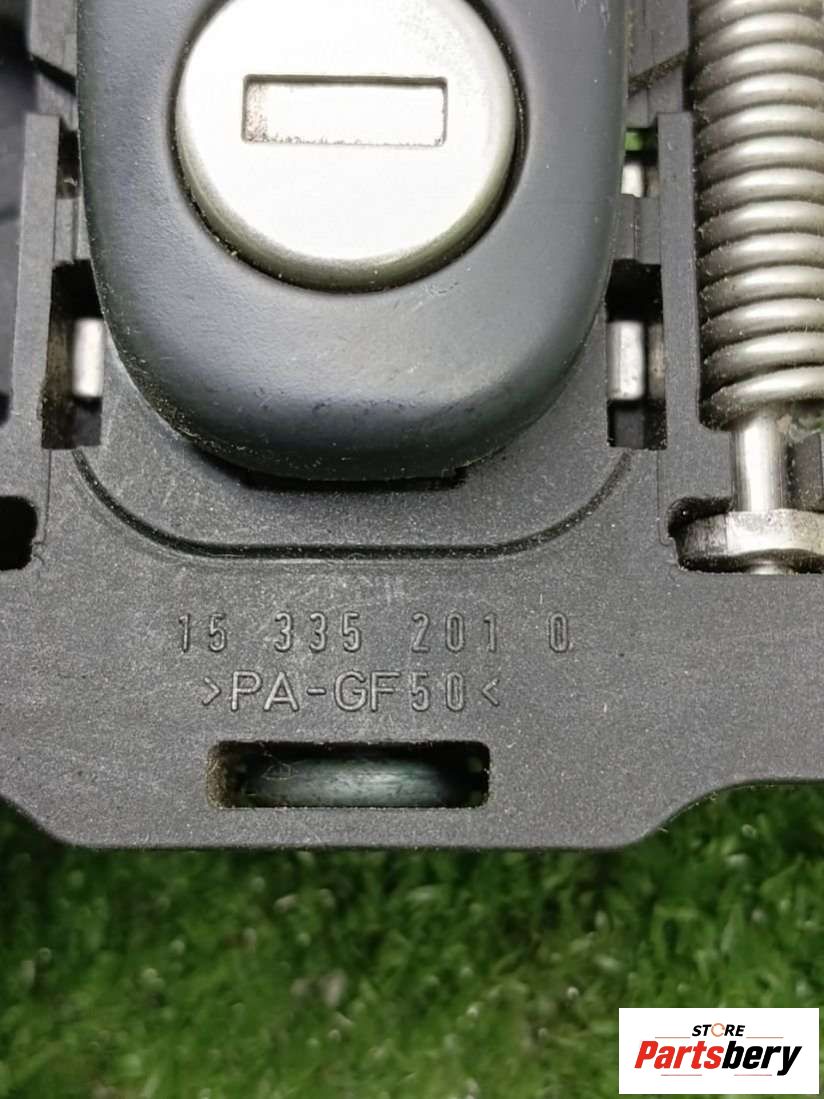 15 335 201 0
>PA-GF50<
STORE
Partsbery